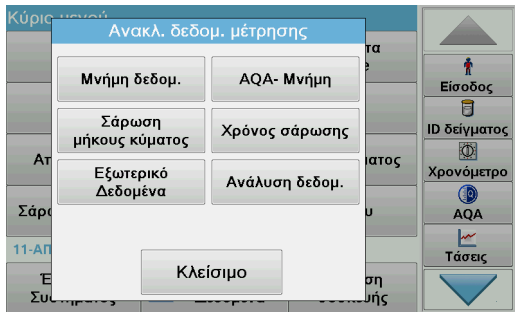 Ανακλ. δεδομ. μέτρησης
Μνήμη δεδομ.
AQA- Μνήμη
Σάρωση
μήκους κύματος
Χρόνος σάρωσης
Εξωτερικό
Δεδομένα
Ανάλυση δεδομ.
Κλείσιμο
Είσοδος
ID δείγματος
Χρονόμετρο
AQA
Τάσεις